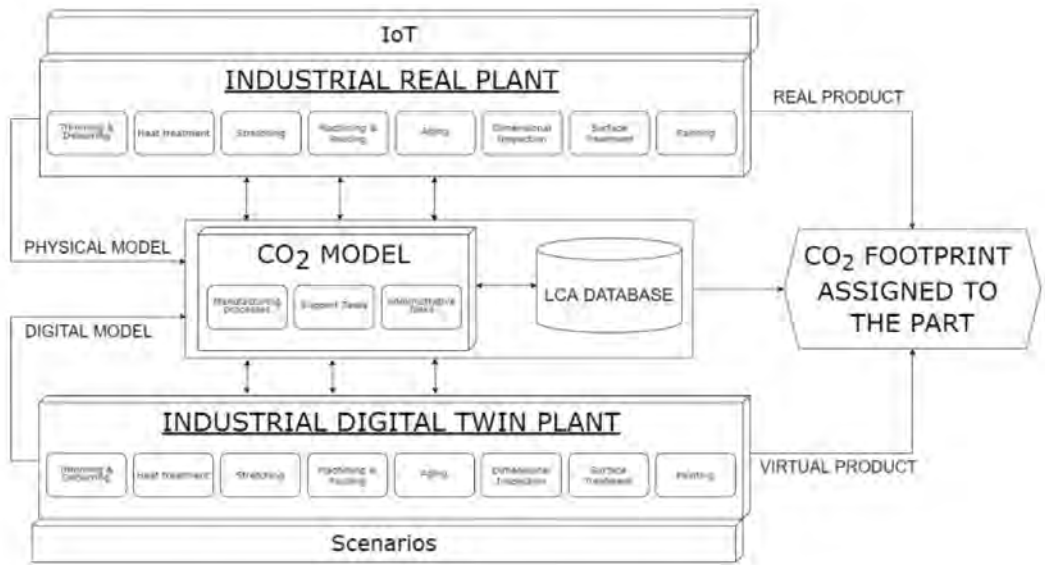 IoT
INDUSTRIAL REAL PLANT
REAL PRODUCT
Trimming &
Deburring
Heat treatment
Stretching
Machining &
Routing
Aging
Dimensional
Inspection
Surface
Treatment
Painting
PHYSICAL MODEL
CO2 MODEL
Manufacturing
processes
Support Tasks
Tasks
LCA DATABASE
CO2 FOOTPRINT
ASSIGNED TO
THE PART
DIGITAL MODEL
INDUSTRIAL DIGITAL TWIN PLANT
Trimming &
Deburring
Heat treatment
Stretching
Machining &
Routing
Aging
Dimensional
Inspection
Surface
Treatment
Painting
VIRTUAL PRODUCT
Scenarios